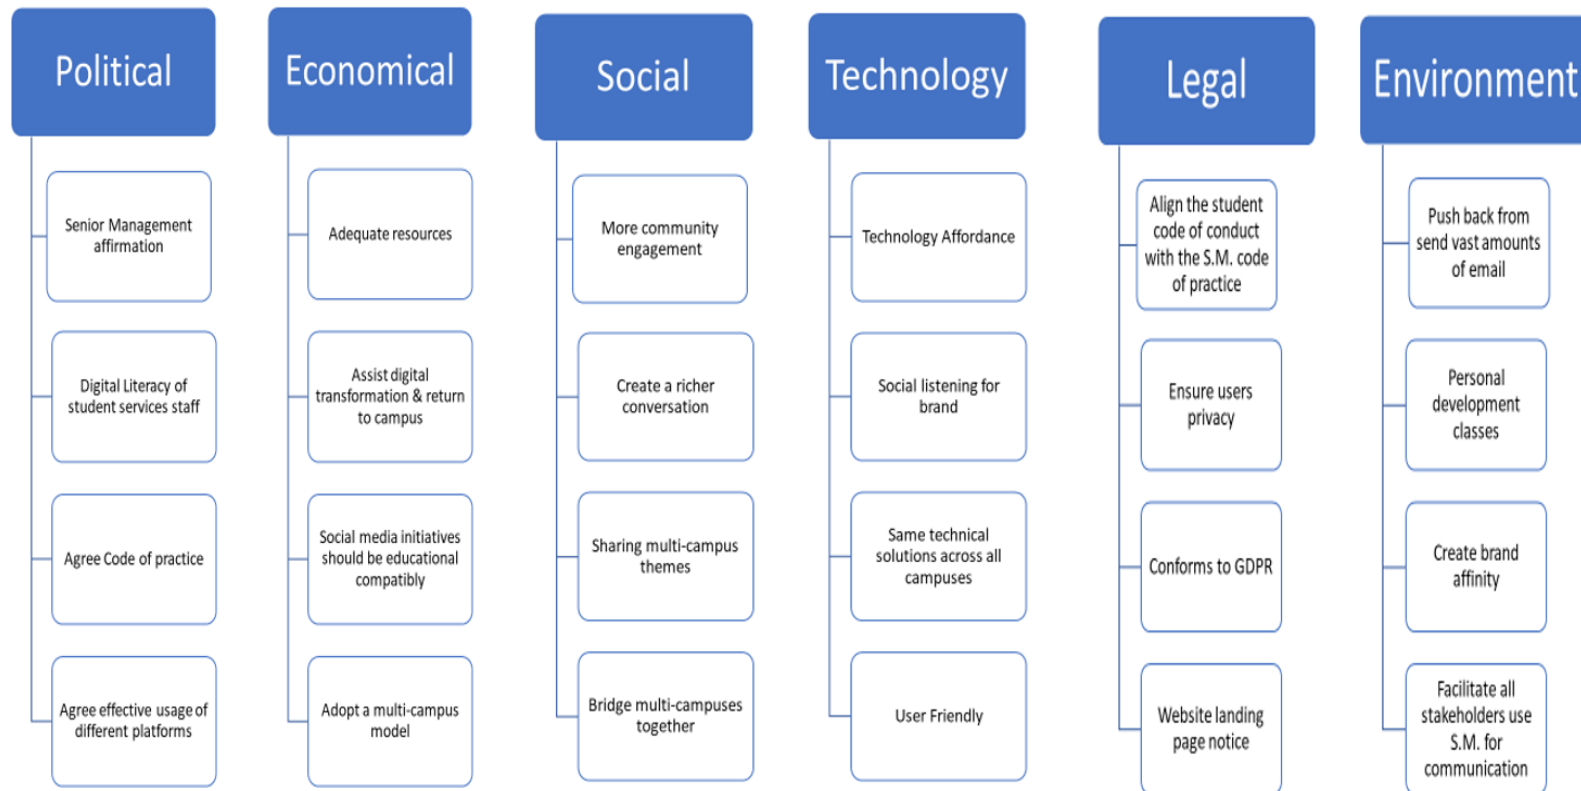 Political
Senior Management
affirmation
Digital Literacy of
student services staff
Agree Code of practice
Agree effective usage of
different platforms
Economical
Adequate resources
Assist digital
transformation & return
to campus
Social media initiatives
should be educational
compatibly
Adopt a multi-campus
model
Social
More community
engagement
Create a richer
conversation
Sharing multi-campus
themes
Bridge multi-campuses
together
Technology
Technology Affordance
Social listening for
brand
Same technical
solutions across all
campuses
User Friendly
Legal
Align the student
code of conduct
with the S.M. code
of practice
Ensure users
privacy
Conforms to GDPR
Website landing
page notice
Environment
Push back from
send vast amounts
of email
Personal
development
classes
Create brand
affinity
Facilitate all
stakeholders use
S.M. for
communication